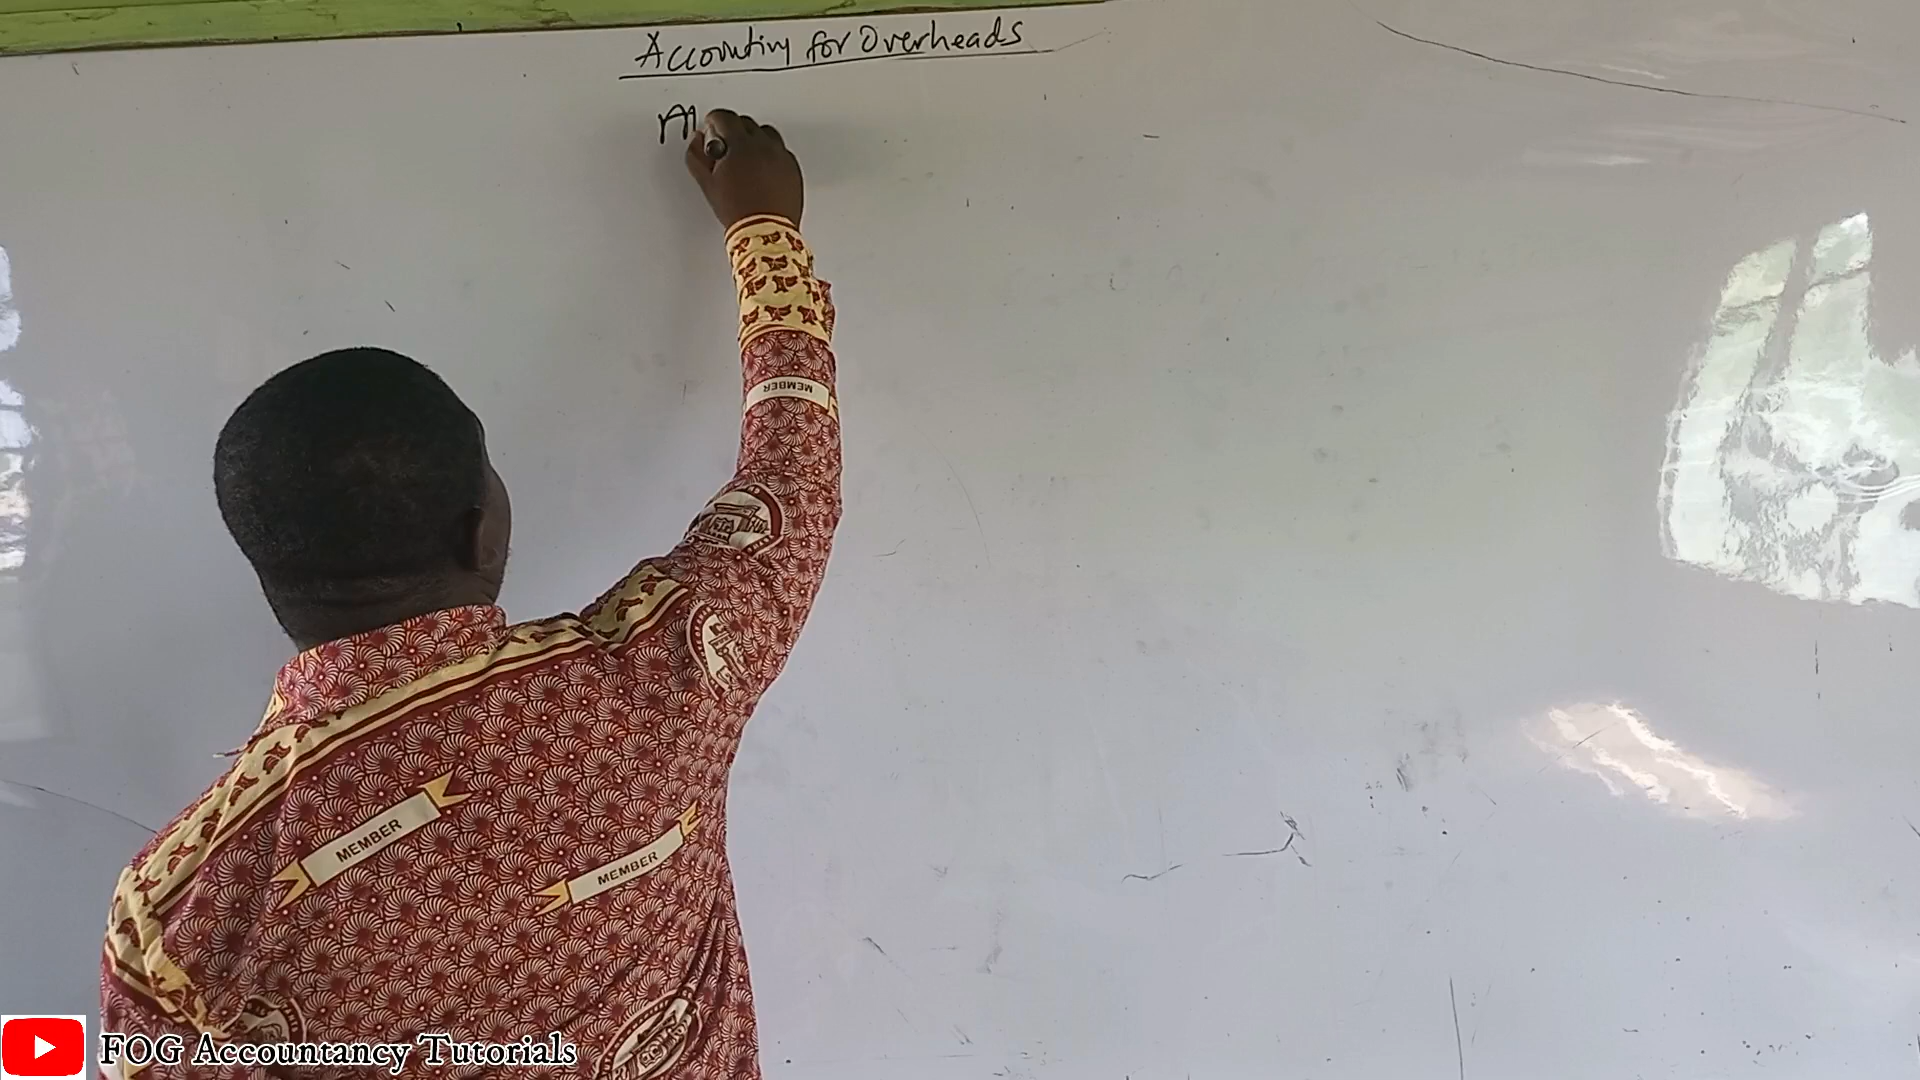 Accounting for Overheads
MEMBER
MEMBER
MEMBER
FOG Accountancy Tutorials